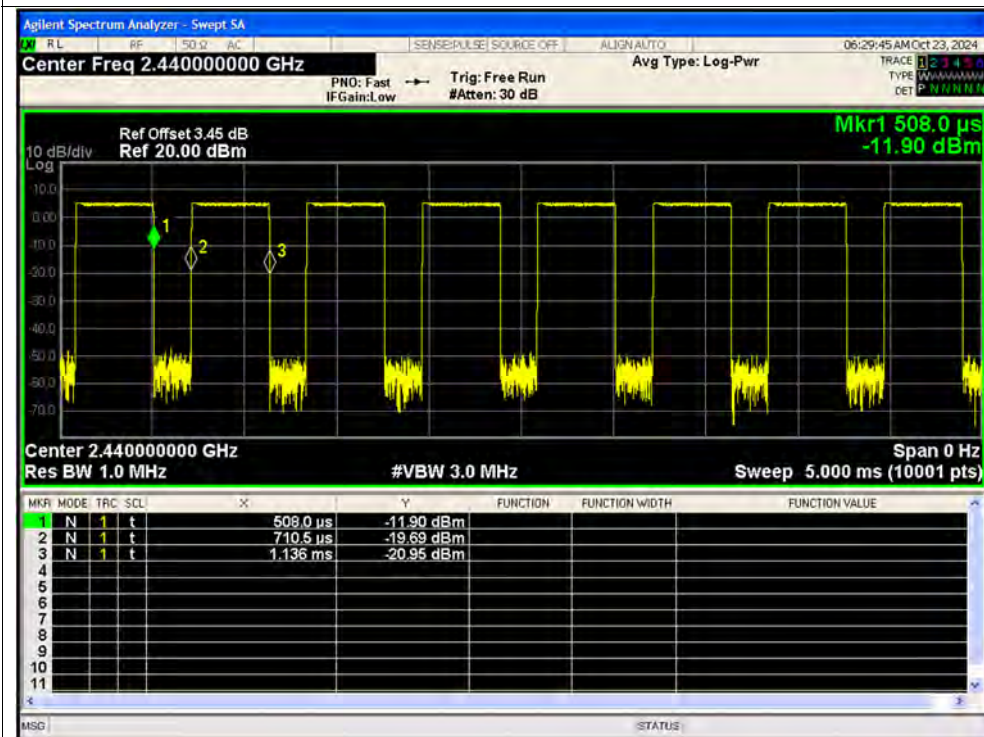 Agilent Spectrum Analyzer - Swept SA
LXI RL RF 50 Ω AC SENSE:PULSE SOURCE OFF ALIGN AUTO 06:29:45 AM Oct 23, 2024
Center Freq 2.440000000 GHz Avg Type: Log-Pwr TRACE 1 2 3 4 5 6
PNO: Fast Trig: Free Run TYPE
IFGain:Low #Atten: 30 dB DET P N N N N N
Mkr1 508.0 µs
Ref Offset 3.45 dB
10 dB/div Ref 20.00 dBm -11.90 dBm
Log
10.0
0.00
-10.0
-20.0
-30.0
-40.0
-50.0
-60.0
-70.0
1
2
3
Center 2.440000000 GHz Span 0 Hz
Res BW 1.0 MHz #VBW 3.0 MHz Sweep 5.000 ms (10001 pts)
MKR MODE TRC SCL X Y FUNCTION FUNCTION WIDTH FUNCTION VALUE
1 N 1 t 508.0 µs -11.90 dBm
2 N 1 t 710.5 µs -19.69 dBm
3 N 1 t 1.136 ms -20.95 dBm
4
5
6
7
8
9
10
11
MSG STATUS